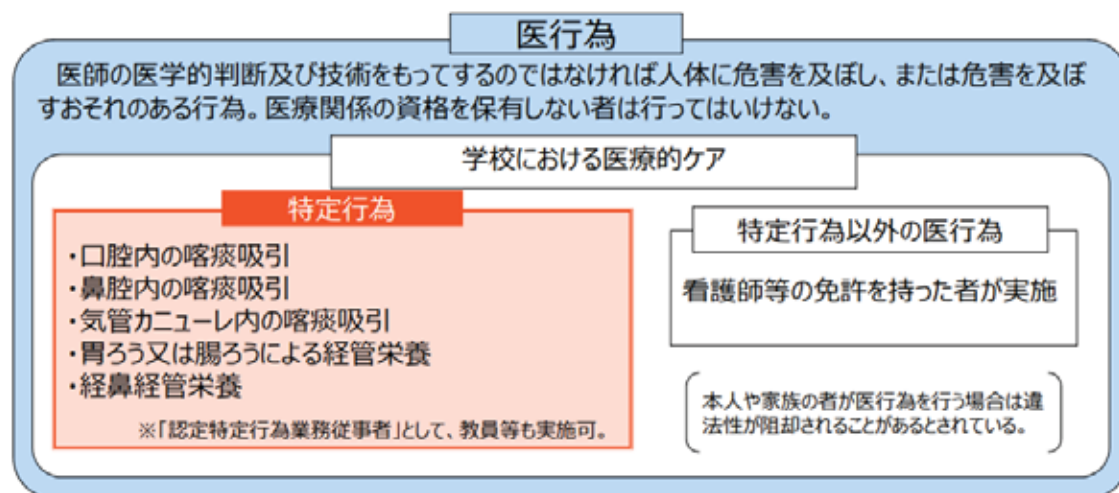 医行為
医師の医学的判断及び技術をもってするのではなければ人体に危害を及ぼし、または危害を及ぼ
すおそれのある行為。医療関係の資格を保有しない者は行ってはいけない。
学校における医療的ケア
特定行為
・口腔内の喀痰吸引
・鼻腔内の喀痰吸引
・気管カニューレ内の喀痰吸引
・胃ろう又は腸ろうによる経管栄養
・経鼻経管栄養
※「認定特定行為業務従事者」として、教員等も実施可。
特定行為以外の医行為
看護師等の免許を持った者が実施
本人や家族の者が医行為を行う場合は違
法性が阻却されることがあるとされている。